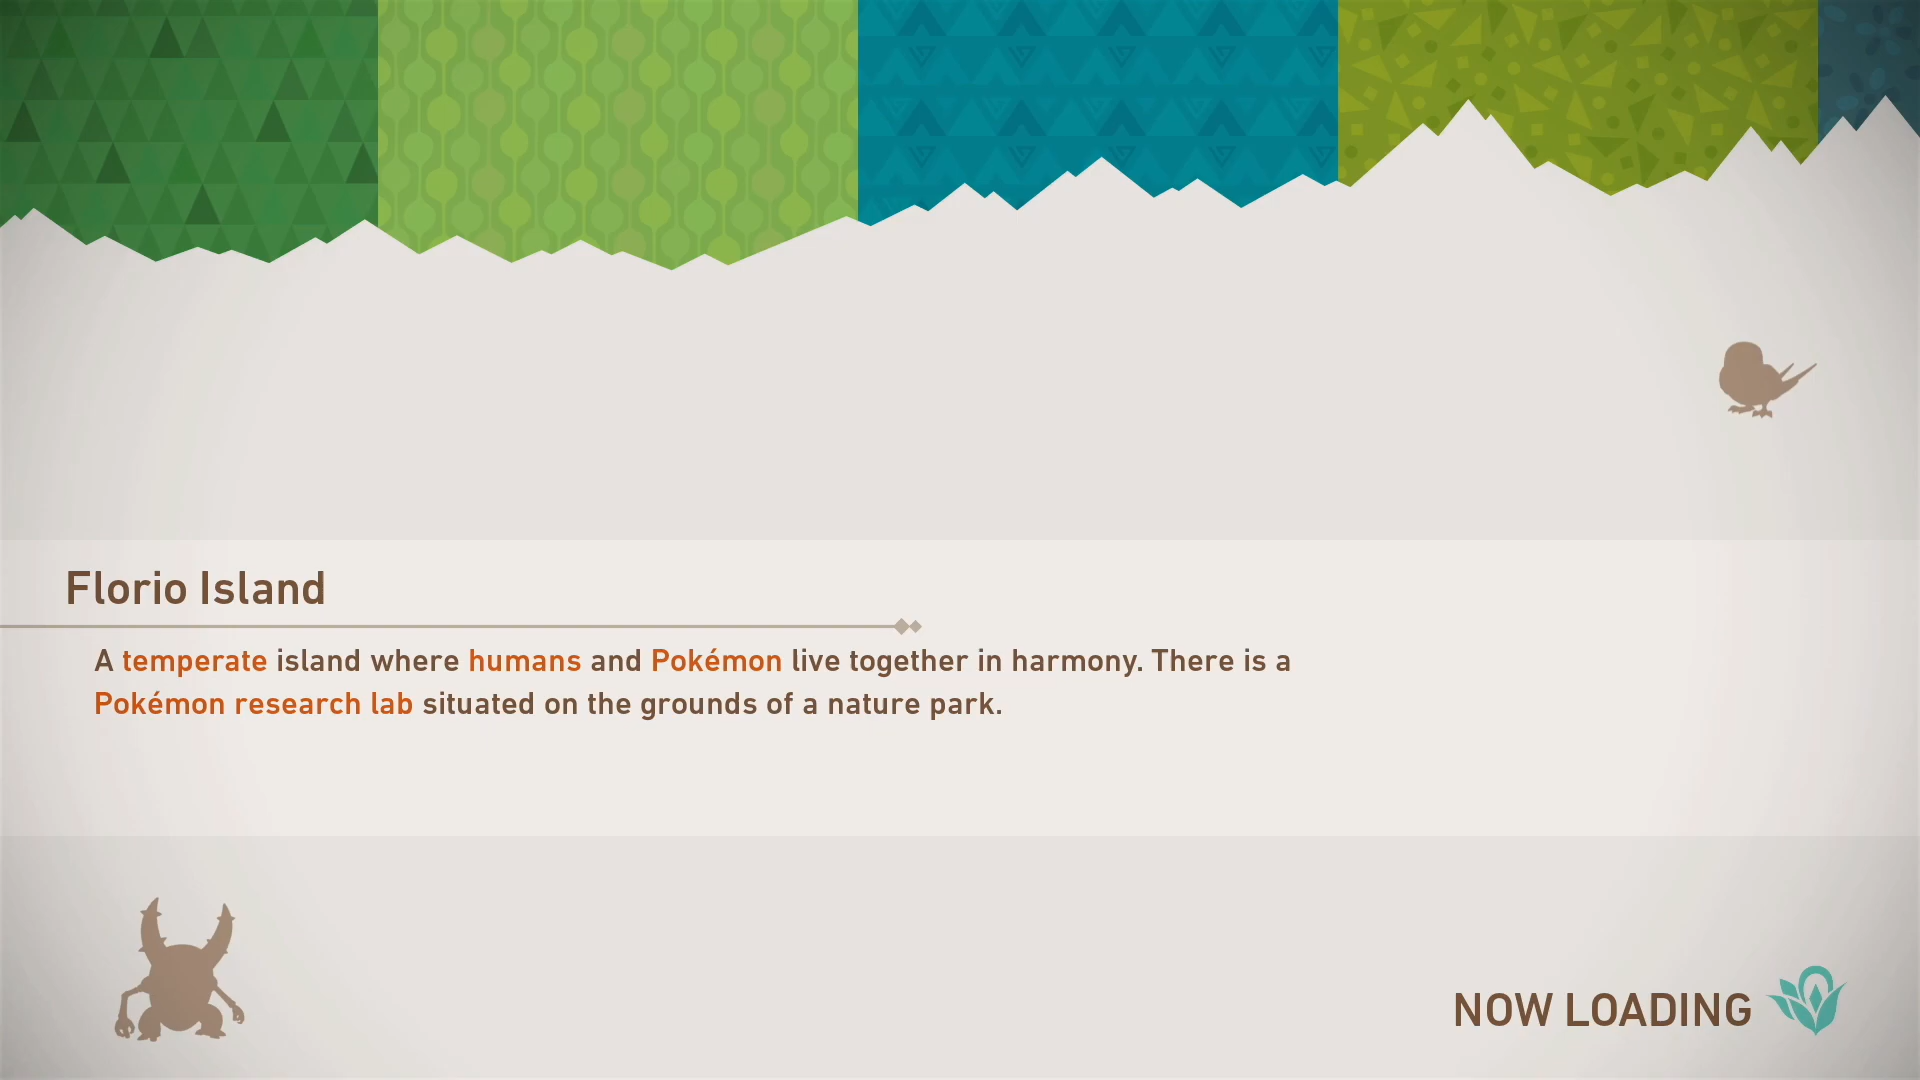 Florio Island
A temperate island where humans and Pokémon live together in harmony. There is a
Pokémon research lab situated on the grounds of a nature park.
NOW LOADING